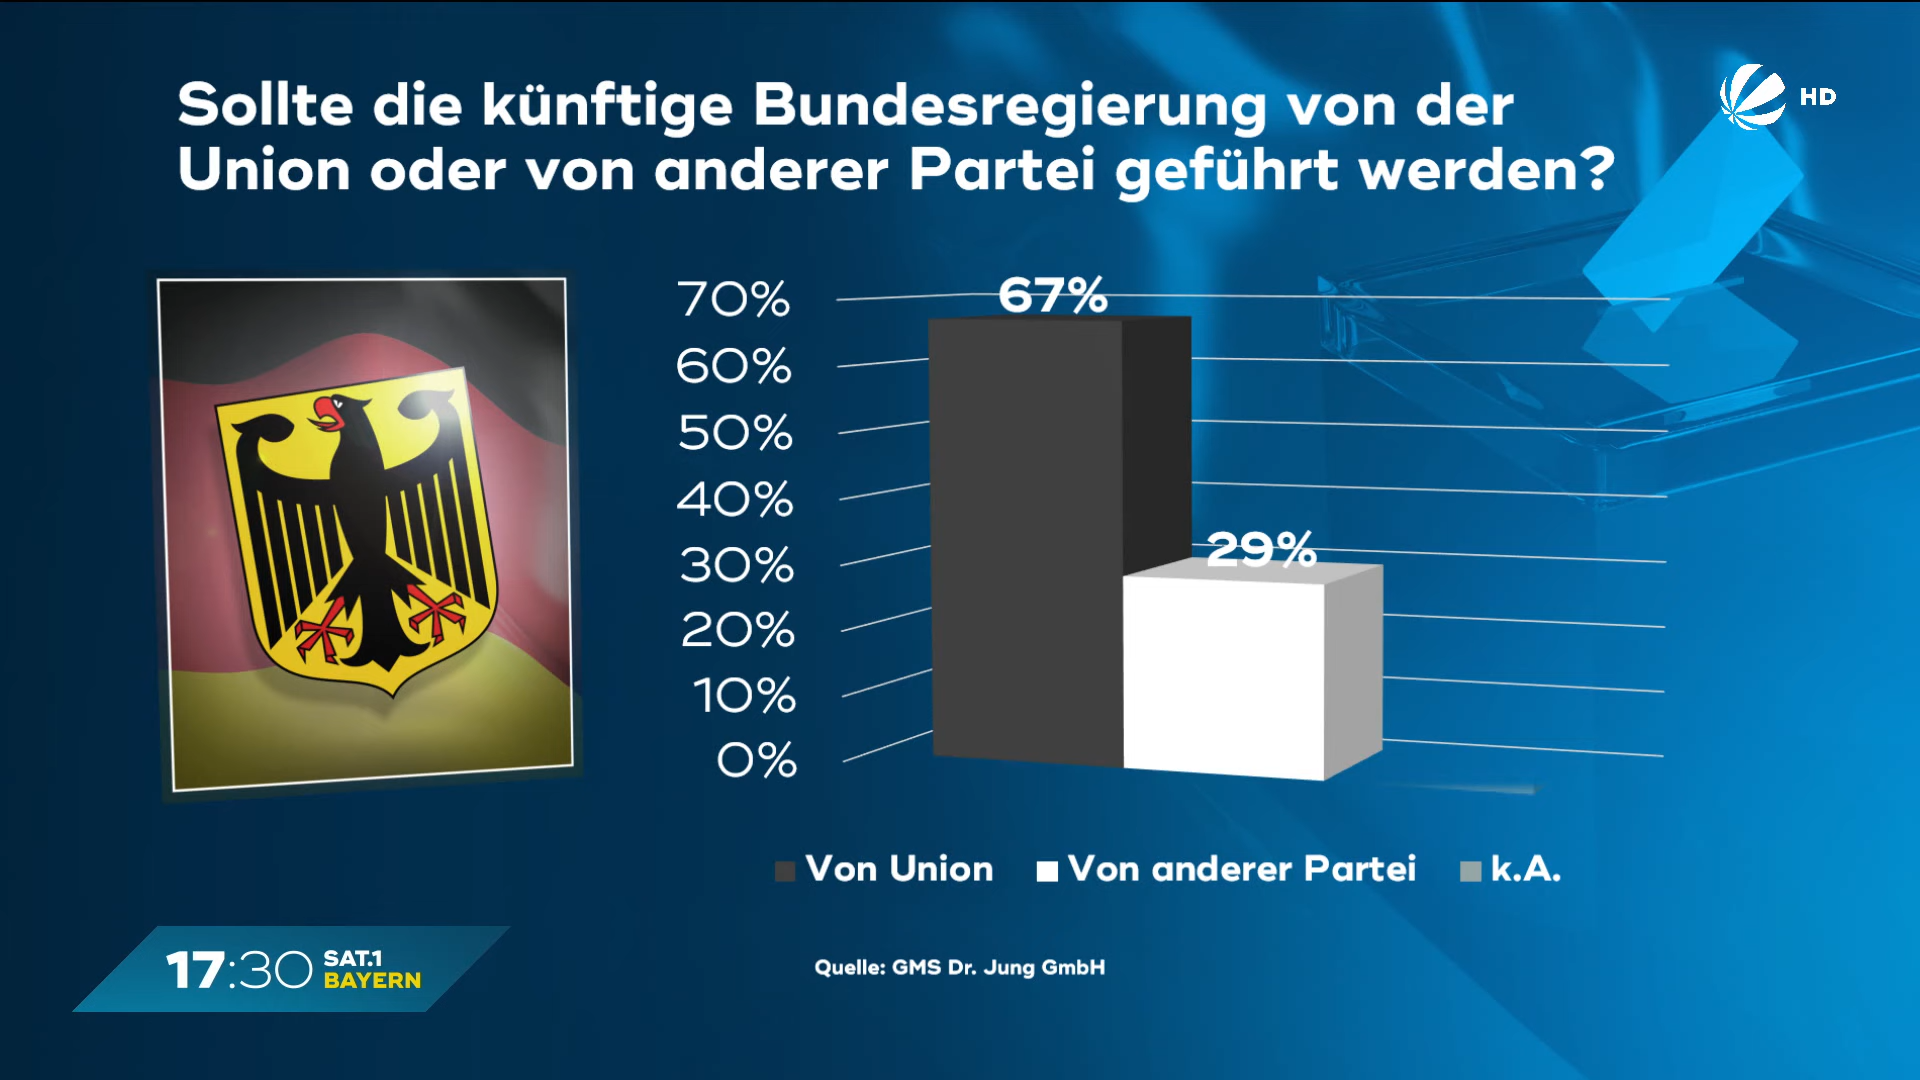 Sollte die künftige Bundesregierung von der
Union oder von anderer Partei geführt werden?
HD
70%
60%
50%
40%
30%
20%
10%
0%
67%
29%
Von Union
Von anderer Partei
k.A.
17:30 SAT.1
BAYERN
Quelle: GMS Dr. Jung GmbH